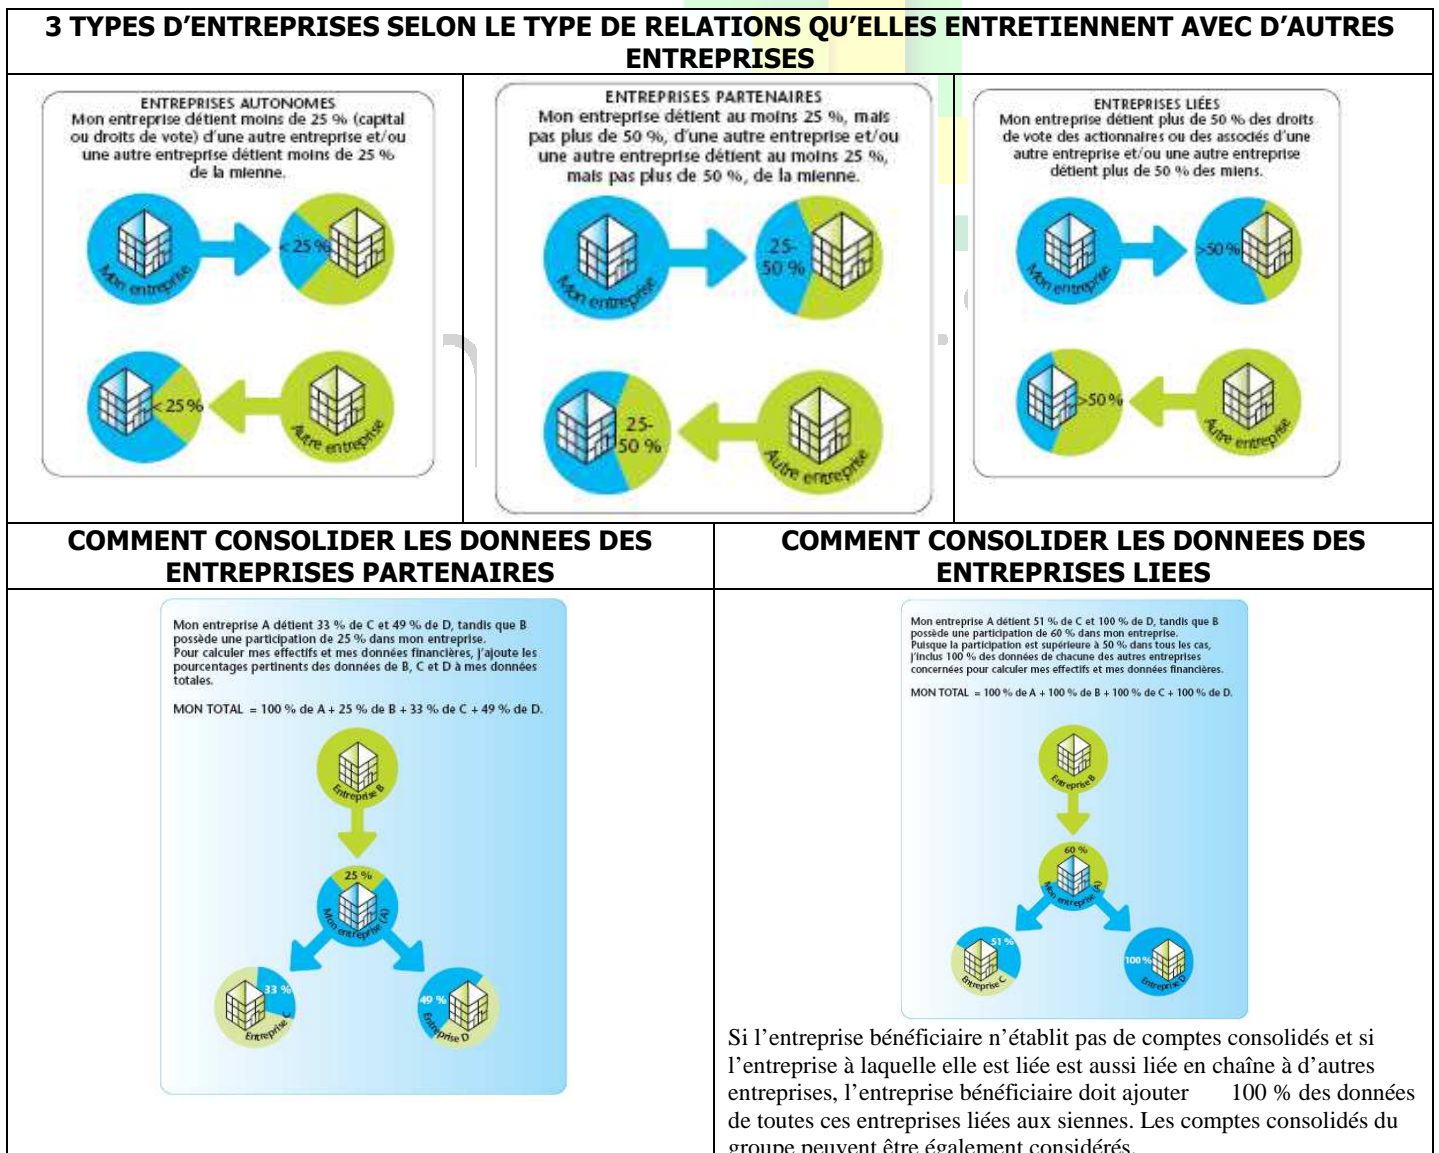 3 TYPES D’ENTREPRISES SELON LE TYPE DE RELATIONS QU’ELLES ENTRETIENNENT AVEC D’AUTRES
ENTREPRISES
ENTREPRISES AUTONOMES
Mon entreprise détient moins de 25 % (capital
ou droits de vote) d’une autre entreprise et/ou
une autre entreprise détient moins de 25 %
de la mienne.
< 25 %
Mon entreprise
< 25 %
Autre entreprise
ENTREPRISES PARTENAIRES
Mon entreprise détient au moins 25 %, mais
pas plus de 50 %, d’une autre entreprise et/ou
une autre entreprise détient au moins 25 %,
mais pas plus de 50 %, de la mienne.
25-
50 %
Mon entreprise
25-
50 %
Autre entreprise
ENTREPRISES LIÉES
Mon entreprise détient plus de 50 % des droits
de vote des actionnaires ou des associés d’une
autre entreprise et/ou une autre entreprise
détient plus de 50 % des miens.
>50 %
Mon entreprise
>50 %
Autre entreprise
COMMENT CONSOLIDER LES DONNEES DES
ENTREPRISES PARTENAIRES
Mon entreprise A détient 33 % de C et 49 % de D, tandis que B
possède une participation de 25 % dans mon entreprise.
Pour calculer mes effectifs et mes données financières, j’ajoute les
pourcentages pertinents des données de B, C et D à mes données
totales.
MON TOTAL = 100 % de A + 25 % de B + 33 % de C + 49 % de D.
Entreprise B
25 %
Mon entreprise (A)
33 %
Entreprise C
49 %
Entreprise D
COMMENT CONSOLIDER LES DONNEES DES
ENTREPRISES LIEES
Mon entreprise A détient 51 % de C et 100 % de D, tandis que B
possède une participation de 60 % dans mon entreprise.
Puisque la participation est supérieure à 50 % dans tous les cas,
j’inclus 100 % des données de chacune des autres entreprises
concernées pour calculer mes effectifs et mes données financières.
MON TOTAL = 100 % de A + 100 % de B + 100 % de C + 100 % de D.
Entreprise B
60 %
Mon entreprise (A)
51 %
Entreprise C
100 %
Entreprise D
Si l’entreprise bénéficiaire n’établit pas de comptes consolidés et si
l’entreprise à laquelle elle est liée est aussi liée en chaîne à d’autres
entreprises, l’entreprise bénéficiaire doit ajouter 100 % des données
de toutes ces entreprises liées aux siennes. Les comptes consolidés du
groupe peuvent être également considérés.